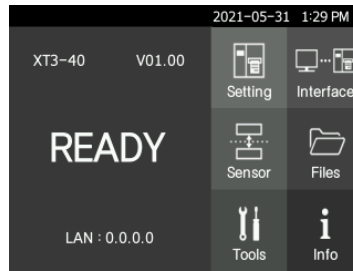 2021-05-31 1:29 PM
XT3-40 V01.00
Setting Interface
READY
Sensor Files
LAN : 0.0.0.0
Tools Info